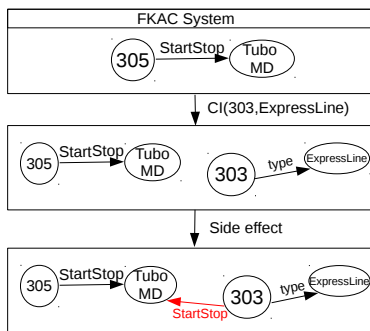 FKAC System
305
StartStop
Tubo
MD
CI(303,ExpressLine)
305
StartStop
Tubo
MD
303
type
ExpressLine
Side effect
305
StartStop
Tubo
MD
StartStop
303
type
ExpressLine